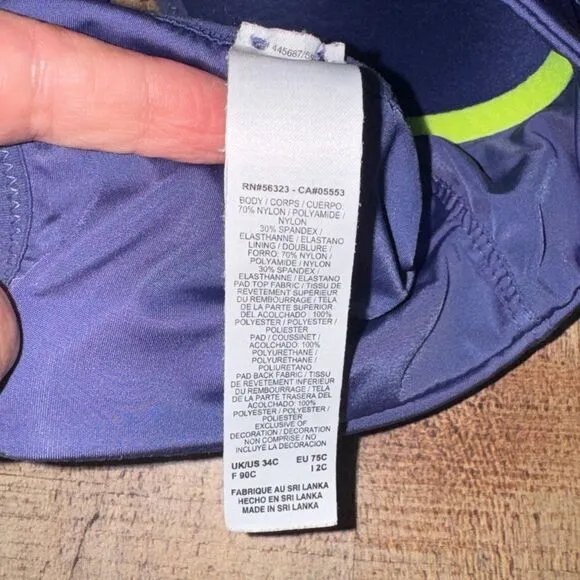 445687/5
RN#56323 - CA#05553
BODY / CORPS / CUERPO:
70% NYLON / POLYAMIDE /
NYLON
30% SPANDEX /
ELASTHANNE / ELASTANO
LINING / DOUBLURE /
FORRO: 70% NYLON /
POLYAMIDE / NYLON
30% SPANDEX /
ELASTHANNE / ELASTANO
PAD TOP FABRIC / TISSU DE
REVETEMENT SUPERIEUR
DU REMBOURRAGE / TELA
DE LA PARTE SUPERIOR
DEL ACOLCHADO: 100%
POLYESTER / POLYESTER /
POLIESTER
PAD / COUSSINET /
ACOLCHADO: 100%
POLYURETHANE /
POLYURETHANE /
POLIURETANO
PAD BACK FABRIC / TISSU
DE REVETEMENT INFERIEUR
DU REMBOURRAGE / TELA
DE LA PARTE TRASERA DEL
ACOLCHADO: 100%
POLYESTER / POLYESTER /
POLIESTER
EXCLUSIVE OF
DECORATION / DECORATION
NON COMPRISE / NO
INCLUYE DECORADO
UK/US 34C EU 75C
F 90C I 2C
FABRIQUE AU SRI LANKA
HECHO EN SRI LANKA
MADE IN SRI LANKA